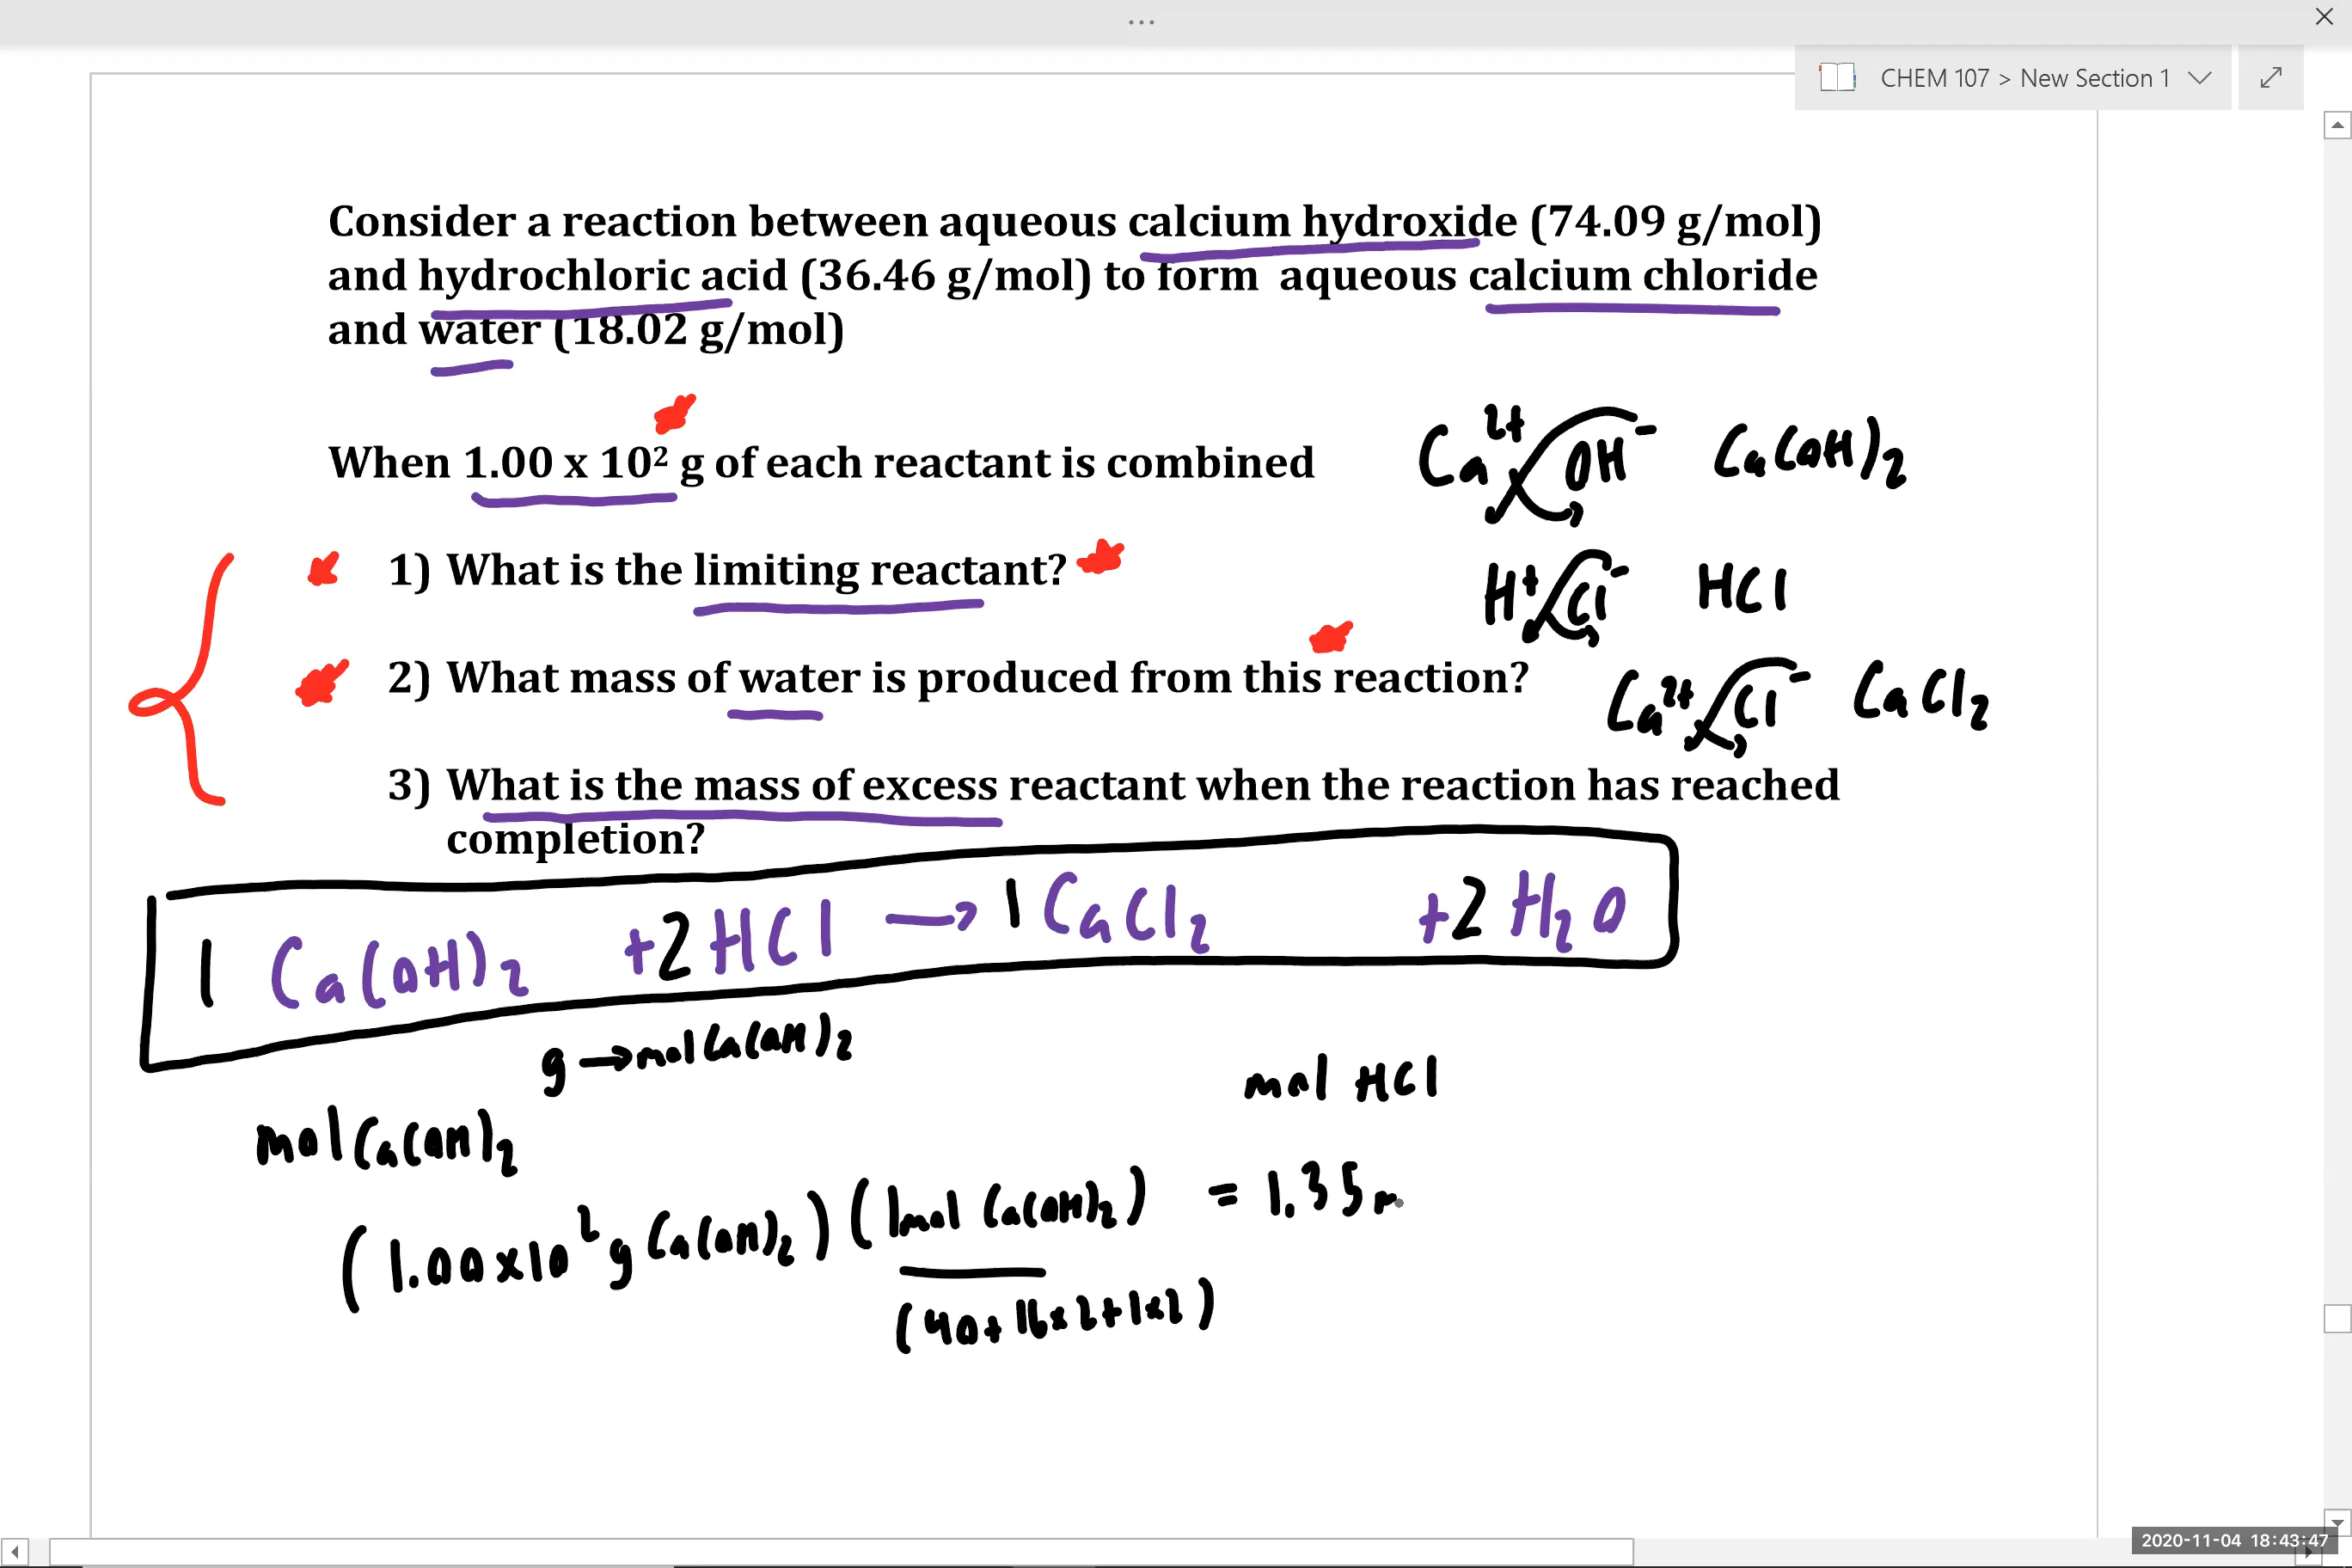 CHEM 107 > New Section 1
Consider a reaction between aqueous calcium hydroxide (74.09 g/mol)
and hydrochloric acid (36.46 g/mol) to form aqueous calcium chloride
and water (18.02 g/mol)
When 1.00 x 10² g of each reactant is combined
Ca²⁺ OH⁻ Ca(OH)₂
1) What is the limiting reactant?
H⁺ Cl⁻ HCl
2) What mass of water is produced from this reaction?
Ca²⁺ Cl⁻ CaCl₂
3) What is the mass of excess reactant when the reaction has reached
completion?
1 Ca(OH)₂ +2 HCl → 1 CaCl₂ +2 H₂O
g → mol Ca(OH)₂
mol HCl
mol Ca(OH)₂
(1.00x10² g Ca(OH)₂) (1 mol Ca(OH)₂) = 1.35 m
(40+16x2+1x2)
2020-11-04 18:43:47